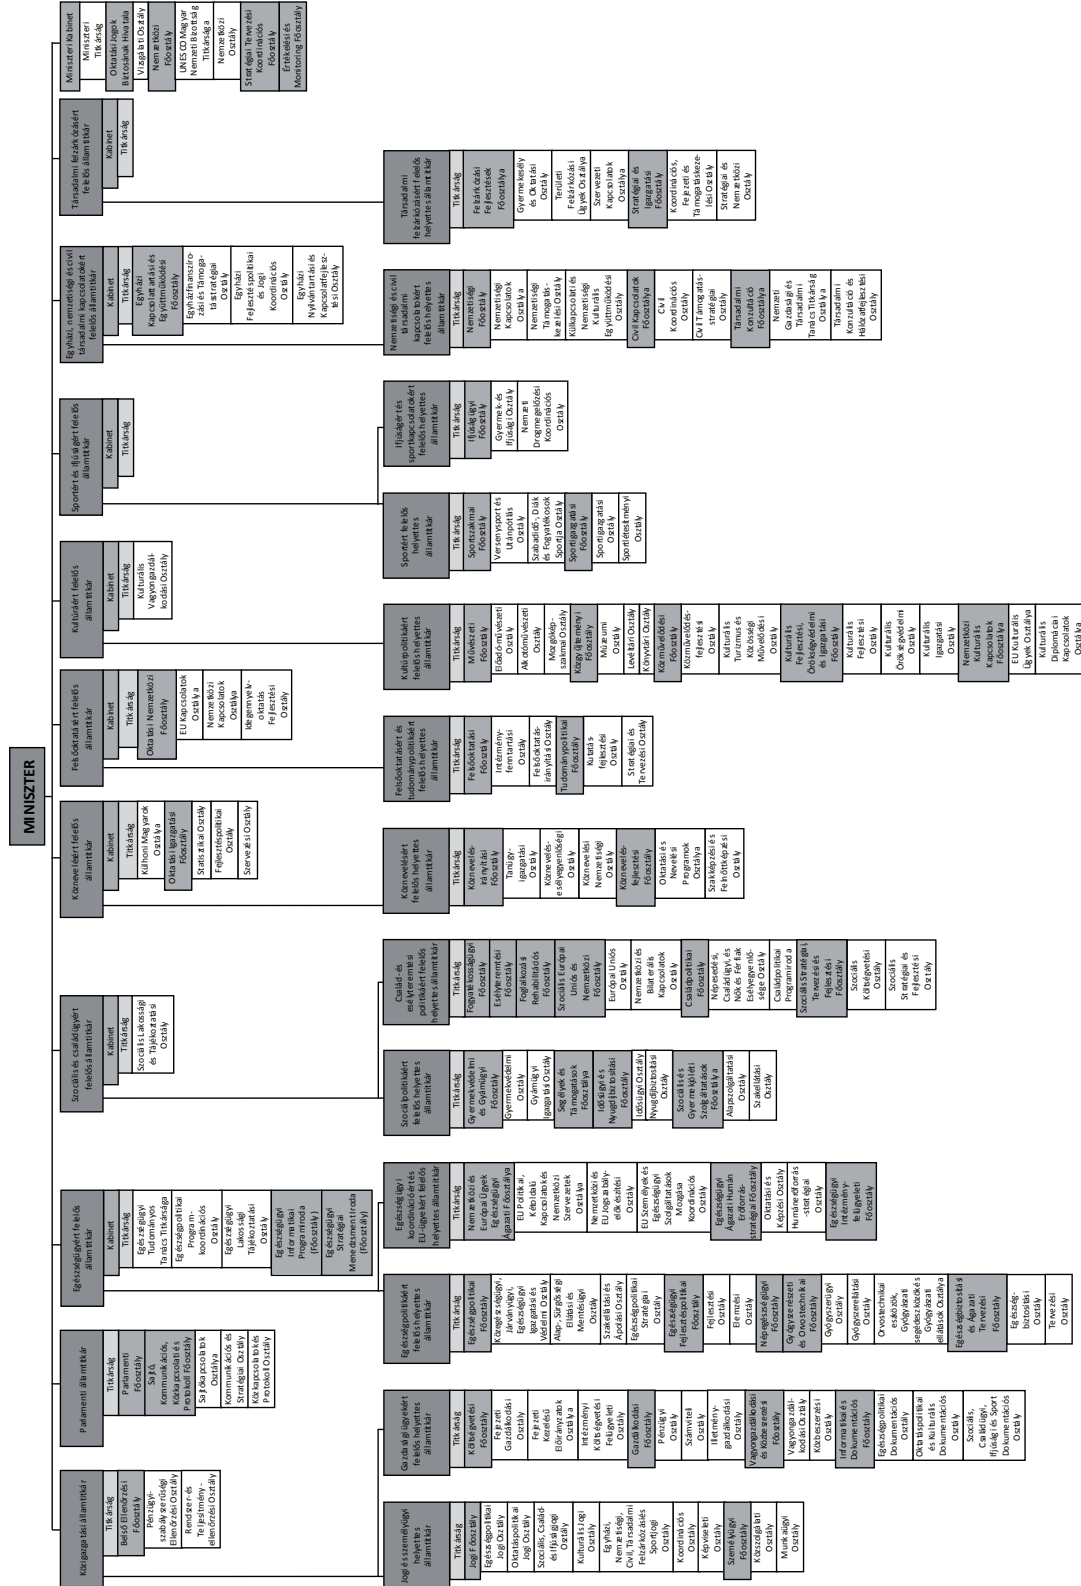 MINISZTER
Közigazgatási államtitkár
Titkárság
Belső Ellenőrzési
Főosztály
Pénzügyi-
szabályszerűségi
Ellenőrzési Osztály
Rendszer- és
Teljesítmény-
ellenőrzési Osztály
Jogi és személyügyi
helyettes
államtitkár
Titkárság
Jogi Főosztály
Egészségpolitikai
Jogi Osztály
Oktatáspolitikai
Jogi Osztály
Szociális, Család-
és Ifjúságjogi
Osztály
Kulturális Jogi
Osztály
Egyházi,
Nemzetiségi,
Civil, Társadalmi
Felzárkózás és
Sportjogi
Osztály
Koordinációs
Osztály
Képviseleti
Osztály
Személyügyi
Főosztály
Közszolgálati
Osztály
Munkaügyi
Osztály
Gazdasági ügyekért
felelős helyettes
államtitkár
Titkárság
Költségvetési
Főosztály
Fejezeti
Gazdálkodási
Osztály
Fejezeti
Kezelésű
Előirányzatok
Osztálya
Intézményi
Költségvetési
Felügyeleti
Osztály
Gazdálkodási
Főosztály
Pénzügyi
Osztály
Számviteli
Osztály
Illetmény-
gazdálkodási
Osztály
Vagyongazdálkodási
és Közbeszerzési
Főosztály
Vagyongazdál-
kodási Osztály
Közbeszerzési
Osztály
Informatikai és
Dokumentációs
Főosztály
Egészségpolitikai
Dokumentációs
Osztály
Oktatáspolitikai
és Kulturális
Dokumentációs
Osztály
Szociális,
Családügyi,
Ifjúsági és Sport
Dokumentációs
Osztály
Parlamenti államtitkár
Titkárság
Parlamenti
Főosztály
Sajtó,
Kommunikációs,
Közkapcsolati és
Protokoll Főosztály
Sajtókapcsolatok
Osztálya
Kommunikációs és
Stratégiai Osztály
Közkapcsolatok és
Protokoll Osztály
Egészségügyért felelős
államtitkár
Kabinet
Titkárság
Egészségügyi
Tudományos
Tanács Titkársága
Egészségpolitikai
Program-
koordinációs
Osztály
Egészségügyi
Lakossági
Tájékoztatási
Osztály
Egészségügyi
Informatikai
Programiroda
(Főosztály)
Egészségügyi
Stratégiai
Menedzsment Iroda
(Főosztály)
Egészségpolitikáért
felelős helyettes
államtitkár
Titkárság
Egészségpolitikai
Főosztály
Közegészségügyi,
Járványügyi,
Egészségügyi
Igazgatási és
Védelmi Osztály
Alap-, Sürgősségi
Ellátási és
Mentésügyi
Osztály
Szakellátási és
Ápolási Osztály
Egészségpolitikai
Stratégiai
Osztály
Egészségügyi
Fejlesztéspolitikai
Főosztály
Fejlesztési
Osztály
Elemzési
Osztály
Népegészségügyi
Főosztály
Gyógyszerészeti
és Orvostechnikai
Főosztály
Gyógyszerügyi
Osztály
Gyógyszerellátási
Osztály
Orvostechnikai
eszközök,
Gyógyászati
segédeszközök és
Gyógyászati
ellátások Osztálya
Egészségbiztosítási
és Ágazati
Tervezési
Főosztály
Egészség-
biztosítási
Osztály
Tervezési
Osztály
Egészségügyi
koordinációért és
EU-ügyekért felelős
helyettes államtitkár
Titkárság
Nemzetközi és
Európai Ügyek
Egészségügyi
Ágazati Főosztálya
EU Politikai,
Kétoldalú
Kapcsolatok és
Nemzetközi
Szervezetek
Osztálya
Nemzetközi és
EU Jogszabály-
előkészítési
Osztály
EU Személyek és
Egészségügyi
Szolgáltatások
Mozgása
Koordinációs
Osztály
Egészségügyi
Ágazati Humán
Erőforrás-
stratégiai Főosztály
Oktatási és
Képzési Osztály
Humánerőforrás
-stratégiai
Osztály
Egészségügyi
Intézmény-
felügyeleti
Főosztály
Szociális és családügyért
felelős államtitkár
Kabinet
Titkárság
Szociális Lakossági
és Tájékoztatási
Osztály
Szociálpolitikáért
felelős helyettes
államtitkár
Titkárság
Gyermekvédelmi
és Gyámügyi
Főosztály
Gyermekvédelmi
Osztály
Gyámügyi
Igazgatási Osztály
Segélyek és
Támogatások
Főosztálya
Idősügyi és
Nyugdíjbiztosítási
Főosztály
Idősügyi Osztály
Nyugdíjbiztosítási
Osztály
Szociális és
Gyermekjóléti
Szolgáltatások
Főosztálya
Alapszolgáltatási
Osztály
Szakellátási
Osztály
Család- és
esélyteremtési
politikáért felelős
helyettes államtitkár
Titkárság
Fogyatékosságügyi
Főosztály
Esélyteremtési
Főosztály
Foglalkozási
Rehabilitációs
Főosztály
Szociális Európai
Uniós és
Nemzetközi
Főosztály
Európai Uniós
Osztály
Nemzetközi és
Bilaterális
Kapcsolatok
Osztály
Családpolitikai
Főosztály
Népesedési,
Családügyi, és
Nők és Férfiak
Esélyegyenlő-
sége Osztály
Családpolitikai
Programiroda
Szociális Stratégiai,
Tervezési és
Fejlesztési
Főosztály
Szociális
Költségvetési
Osztály
Szociális
Stratégiai és
Fejlesztési
Osztály
Köznevelésért felelős
államtitkár
Kabinet
Titkárság
Külhoni Magyarok
Osztálya
Oktatásigazgatási
Főosztály
Statisztikai Osztály
Fejlesztéspolitikai
Osztály
Szervezési Osztály
Köznevelésért
felelős helyettes
államtitkár
Titkárság
Köznevelés-
irányítási
Főosztály
Tanügy-
igazgatási
Osztály
Köznevelés-
esélyegyenlőségi
Osztály
Köznevelési
Nemzetiségi
Osztály
Köznevelés-
fejlesztési
Főosztály
Oktatási és
Nevelési
Programok
Osztálya
Szakképzési és
Felnőttképzési
Osztály
Felsőoktatásért felelős
államtitkár
Kabinet
Titkárság
Oktatási Nemzetközi
Főosztály
EU Kapcsolatok
Osztálya
Nemzetközi
Kapcsolatok
Osztálya
Idegennyelv-
oktatás
Fejlesztési
Osztály
Felsőoktatásért és
tudománypolitikáért
felelős helyettes
államtitkár
Titkárság
Felsőoktatási
Főosztály
Intézmény-
fenntartási
Osztály
Felsőoktatás-
irányítási Osztály
Tudománypolitikai
Főosztály
Kutatás-
fejlesztési
Osztály
Stratégiai és
Tervezési Osztály
Kultúráért felelős
államtitkár
Kabinet
Titkárság
Kulturális
Vagyongazdál-
kodási Osztály
Kultúrpolitikáért
felelős helyettes
államtitkár
Titkárság
Művészeti
Főosztály
Előadó-művészeti
Osztály
Alkotóművészeti
Osztály
Mozgókép-
szakmai Osztály
Közgyűjteményi
Főosztály
Múzeumi
Osztály
Levéltári Osztály
Könyvtári Osztály
Közművelődési
Főosztály
Közművelődés-
fejlesztési
Osztály
Kulturális
Turizmus és
Közösségi
Művelődési
Osztály
Kulturális
Fejlesztési,
Örökségvédelmi
és Igazgatási
Főosztály
Kulturális
Fejlesztési
Osztály
Kulturális
Örökségvédelmi
Osztály
Kulturális
Igazgatási
Osztály
Nemzetközi
Kulturális
Kapcsolatok
Főosztálya
EU Kulturális
Ügyek Osztálya
Kulturális
Diplomáciai
Kapcsolatok
Osztálya
Sportért és ifjúságért felelős
államtitkár
Kabinet
Titkárság
Sportért felelős
helyettes
államtitkár
Titkárság
Sportszakmai
Főosztály
Versenysport és
Utánpótlás
Osztály
Szabadidő-, Diák
és Fogyatékosok
Sportja Osztály
Sportigazgatási
Főosztály
Sportigazgatási
Osztály
Sportlétesítményi
Osztály
Ifjúságért és
sportkapcsolatokért
felelős helyettes
államtitkár
Titkárság
Ifjúságügyi
Főosztály
Gyermek- és
Ifjúsági Osztály
Nemzeti
Drogmegelőzési
Koordinációs
Osztály
Egyházi, nemzetiségi és civil
társadalmi kapcsolatokért
felelős államtitkár
Kabinet
Titkárság
Egyházi
Kapcsolattartási és
Együttműködési
Főosztály
Egyházfinanszíro-
zási és Támoga-
tásstratégiai
Osztály
Egyházi
Fejlesztéspolitikai
és Jogi
Koordinációs
Osztály
Egyházi
Nyilvántartási és
Kapcsolatfejlesz-
tési Osztály
Nemzetiségi és civil
társadalmi
kapcsolatokért
felelős helyettes
államtitkár
Titkárság
Nemzetiségi
Főosztály
Nemzetiségi
Kapcsolatok
Osztálya
Nemzetiségi
Támogatás-
kezelési Osztály
Külkapcsolati és
Nemzetiségi
Kulturális
Együttműködési
Osztály
Civil Kapcsolatok
Főosztálya
Civil
Koordinációs
Osztály
Civil Támogatás-
stratégiai
Osztály
Társadalmi
Konzultáció
Főosztálya
Nemzeti
Gazdasági és
Társadalmi
Tanács Titkárság
Osztálya
Társadalmi
Konzultáció és
Hálózatfejlesztési
Osztály
Társadalmi felzárkózásért
felelős államtitkár
Kabinet
Titkárság
Társadalmi
felzárkózásért felelős
helyettes államtitkár
Titkárság
Felzárkózási
Fejlesztések
Főosztálya
Gyermekesély
és Oktatási
Osztály
Területi
Felzárkózási
Ügyek Osztálya
Szervezeti
Kapcsolatok
Osztálya
Stratégiai és
Igazgatási
Főosztály
Koordinációs,
Fejezeti és
Támogatáskeze-
lési Osztály
Stratégiai és
Nemzetközi
Osztály
Miniszteri Kabinet
Miniszteri
Titkárság
Oktatási Jogok
Biztosának Hivatala
Vizsgálati Osztály
Nemzetközi
Főosztály
UNESCO Magyar
Nemzeti Bizottság
Titkársága
Nemzetközi
Osztály
Stratégiai Tervezési
Koordinációs
Főosztály
Értékelési és
Monitoring Főosztály